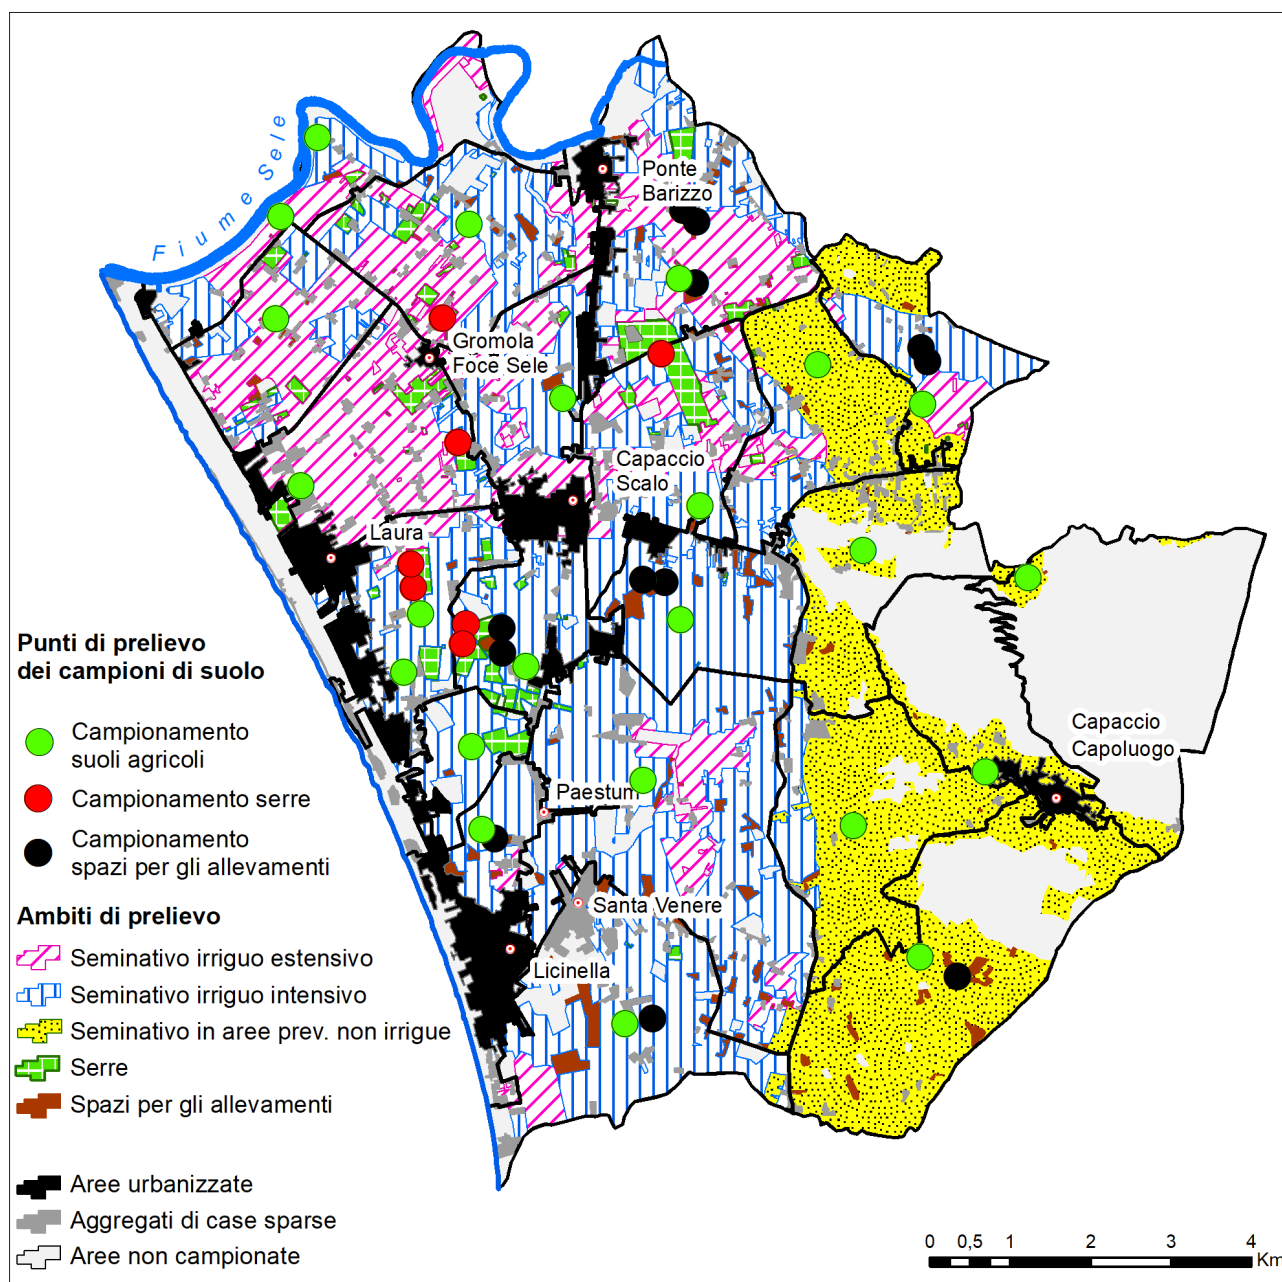 Fiume Sele
Ponte
Barizzo
Gromola
Foce Sele
Capaccio
Scalo
Laura
Capaccio
Capoluogo
Paestum
Santa Venere
Licinella
Punti di prelievo
dei campioni di suolo
Campionamento
suoli agricoli
Campionamento serre
Campionamento
spazi per gli allevamenti
Ambiti di prelievo
Seminativo irriguo estensivo
Seminativo irriguo intensivo
Seminativo in aree prev. non irrigue
Serre
Spazi per gli allevamenti
Aree urbanizzate
Aggregati di case sparse
Aree non campionate
0 0,5 1 2 3 4
Km